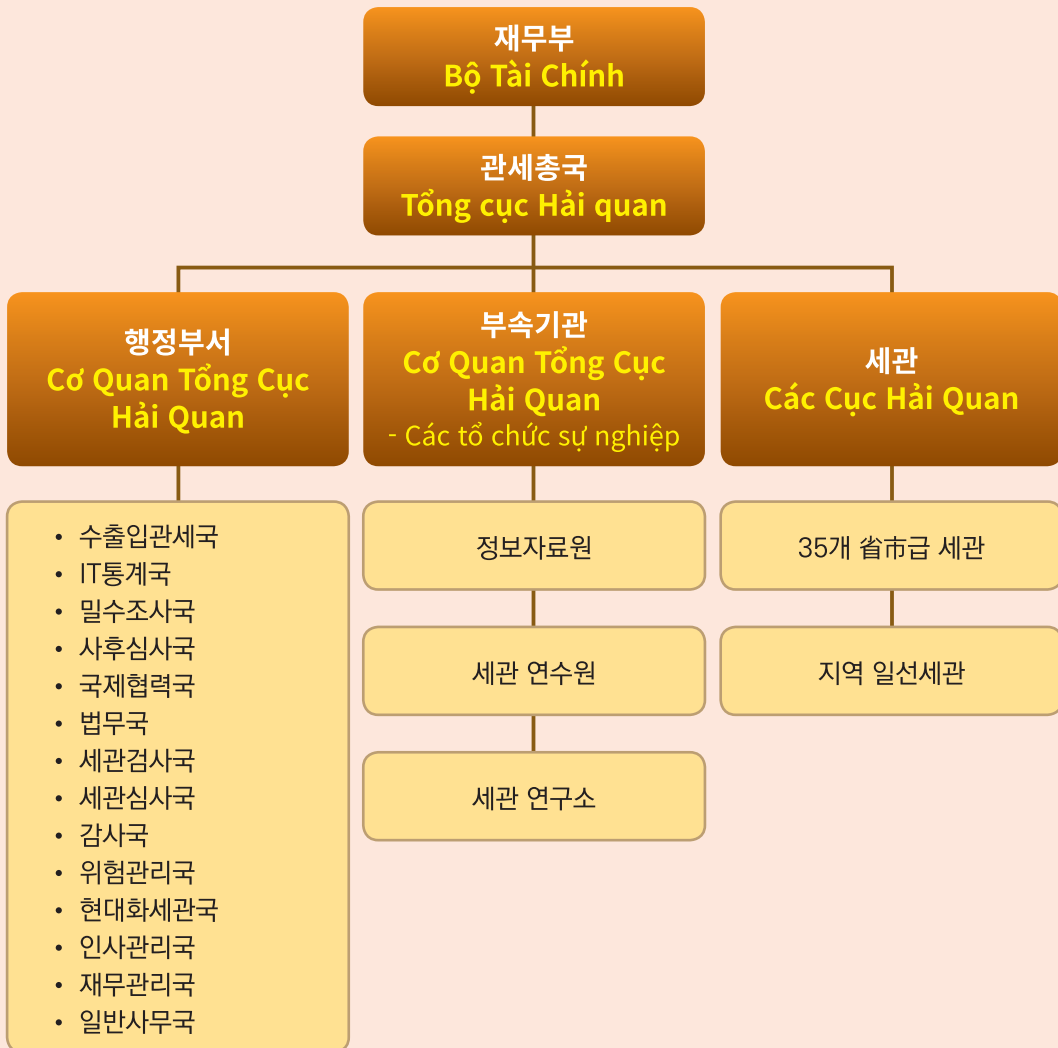 재무부
Bộ Tài Chính
관세총국
Tổng cục Hải quan
행정부서
Cơ Quan Tổng Cục
Hải Quan
부속기관
Cơ Quan Tổng Cục
Hải Quan
- Các tổ chức sự nghiệp
세관
Các Cục Hải Quan
• 수출입관세국
• IT통계국
• 밀수조사국
• 사후심사국
• 국제협력국
• 법무국
• 세관검사국
• 세관심사국
• 감사국
• 위험관리국
• 현대화세관국
• 인사관리국
• 재무관리국
• 일반사무국
정보자료원
세관 연수원
세관 연구소
35개 省市급 세관
지역 일선세관